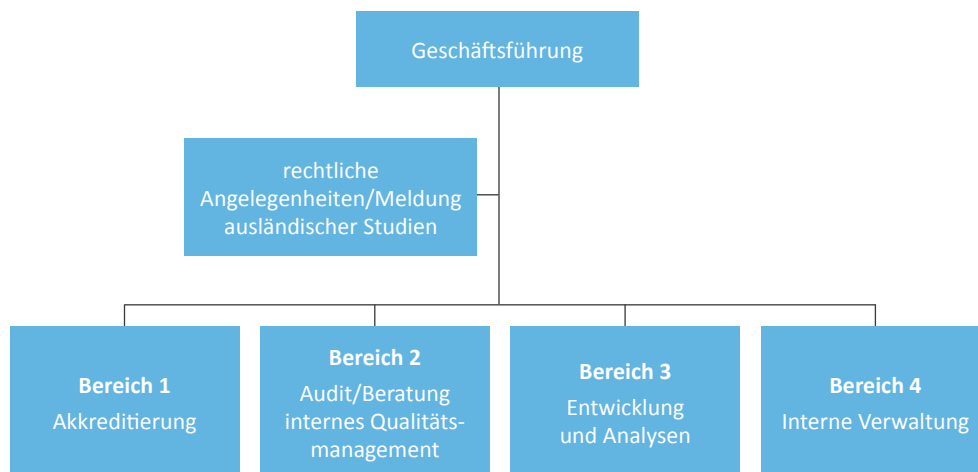 Geschäftsführung
rechtliche
Angelegenheiten/Meldung
ausländischer Studien
Bereich 1
Akkreditierung
Bereich 2
Audit/Beratung
internes Qualitäts-
management
Bereich 3
Entwicklung
und Analysen
Bereich 4
Interne Verwaltung